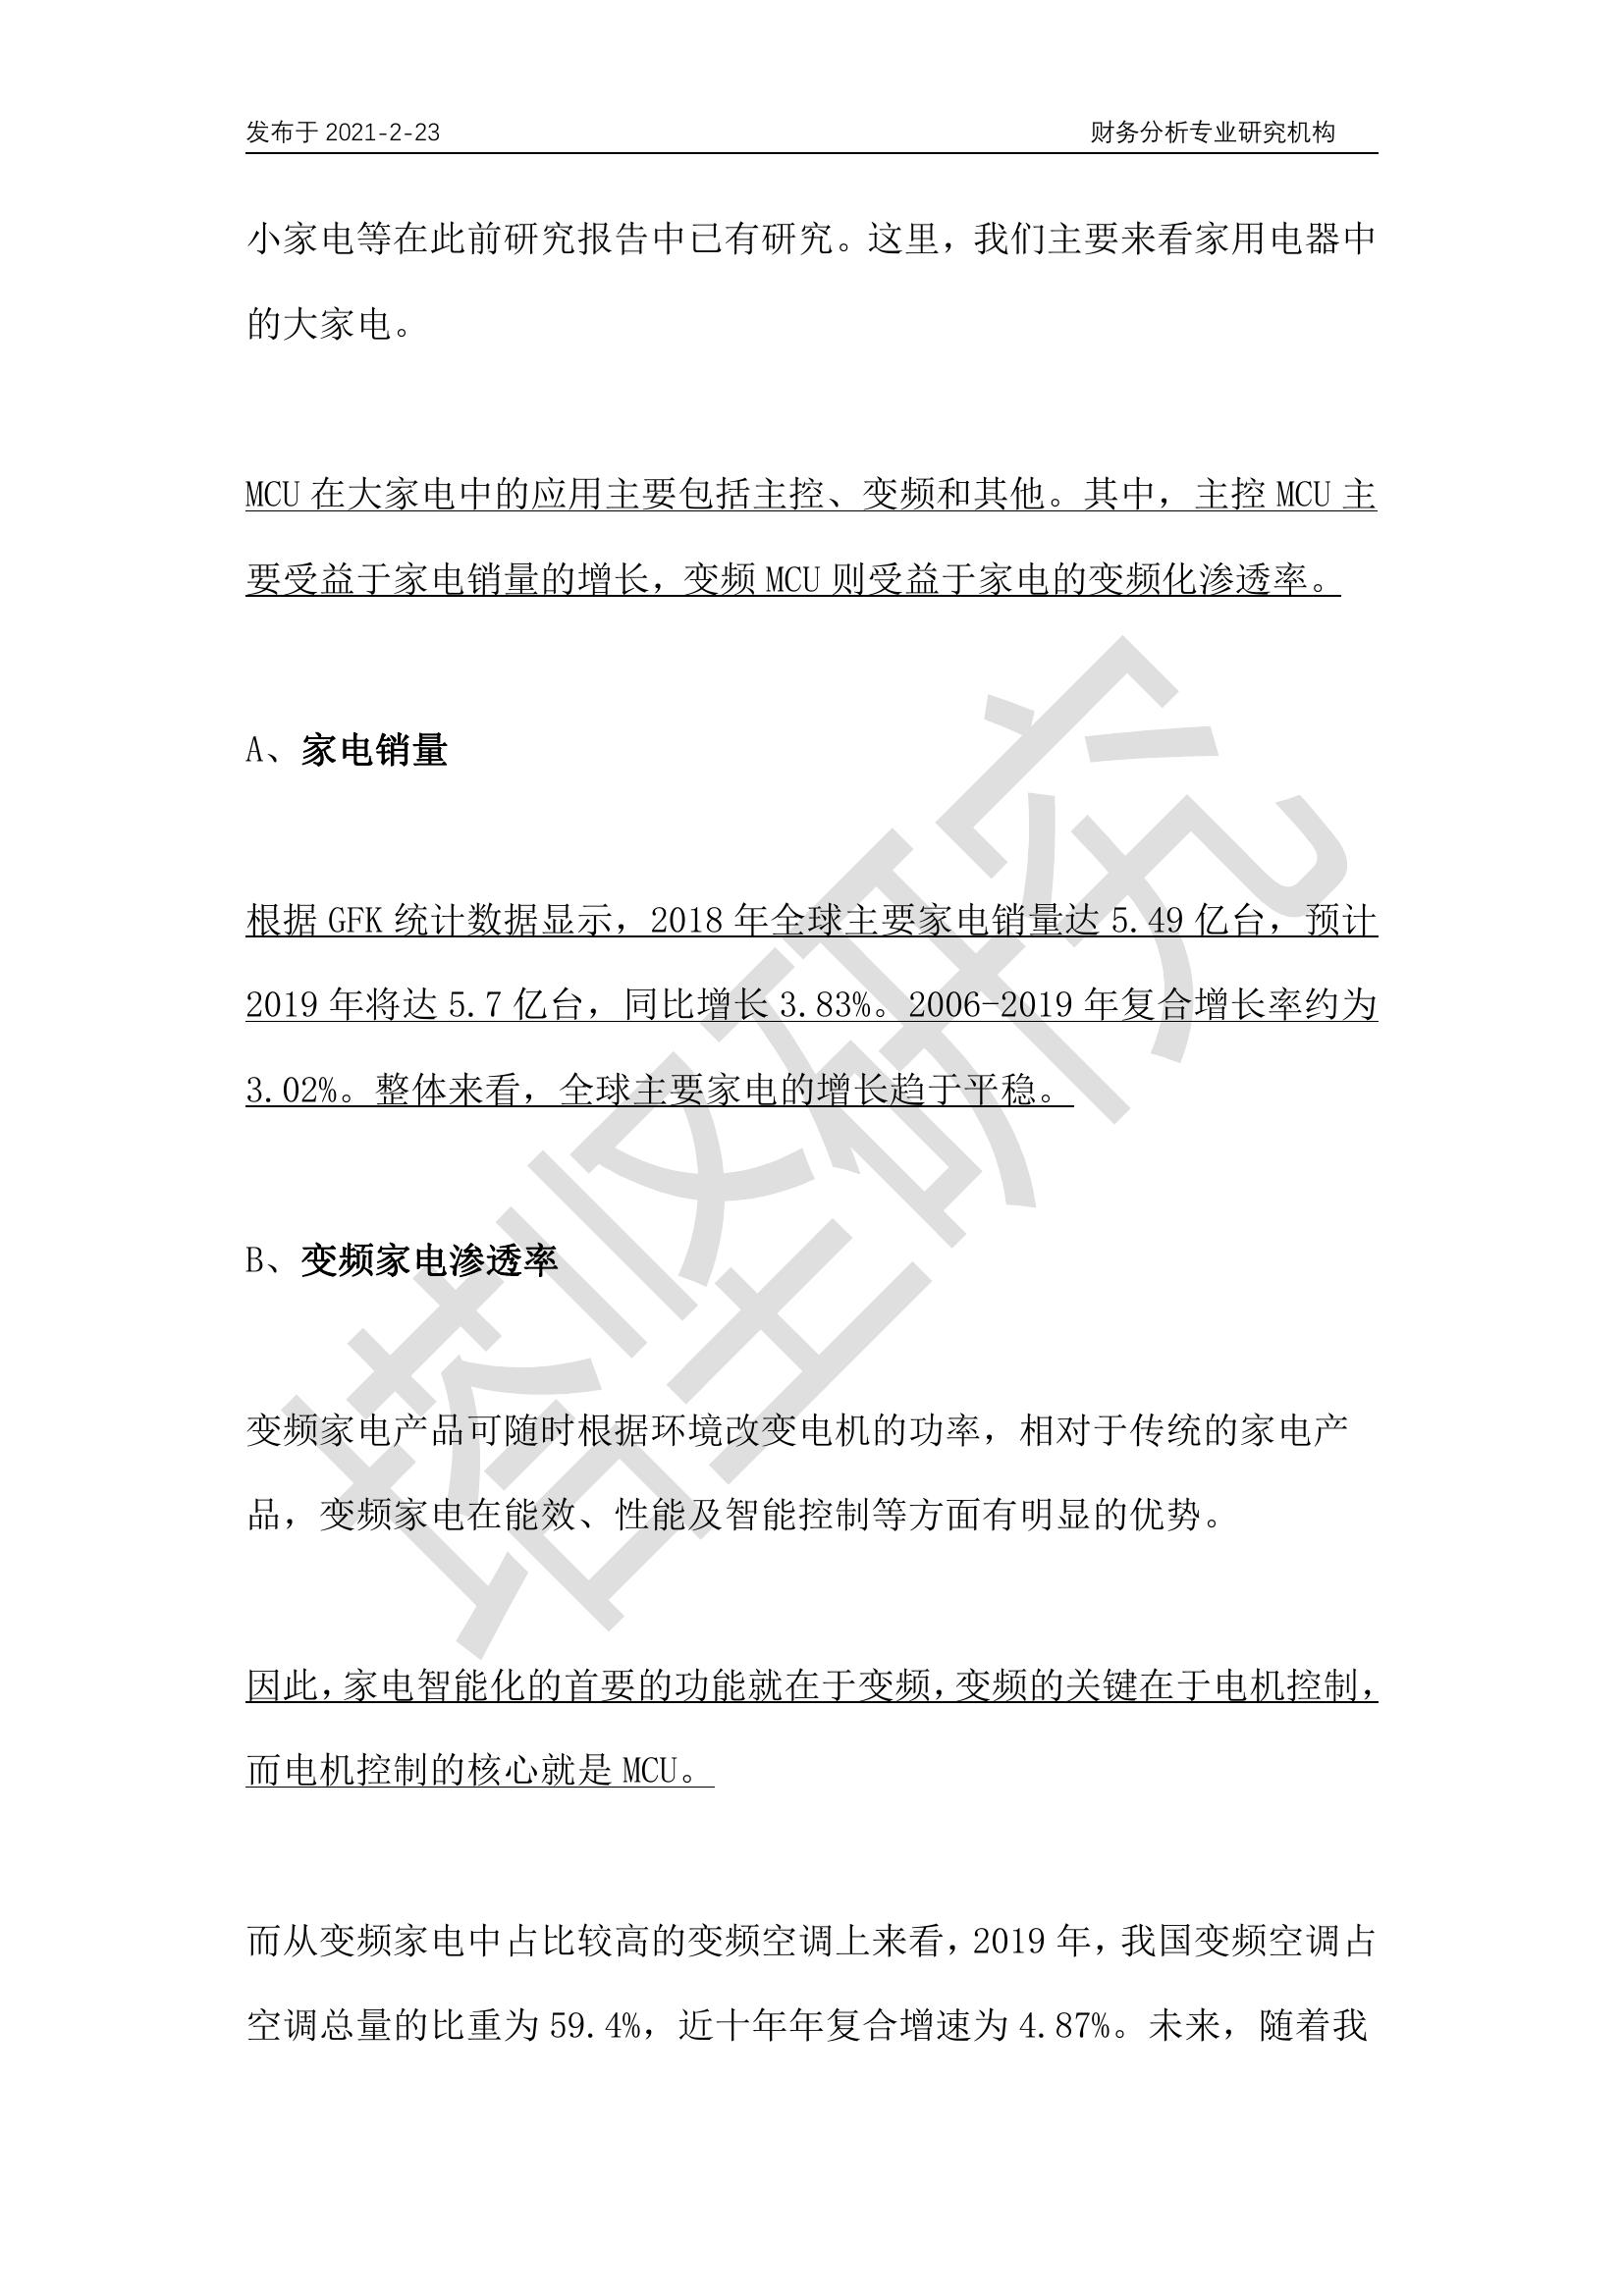 发布于 2021-2-23 财务分析专业研究机构
小家电等在此前研究报告中已有研究。这里，我们主要来看家用电器中
的大家电。
MCU 在大家电中的应用主要包括主控、变频和其他。其中，主控 MCU 主
要受益于家电销量的增长，变频 MCU 则受益于家电的变频化渗透率。
A、家电销量
根据 GFK 统计数据显示，2018 年全球主要家电销量达 5.49 亿台，预计
2019 年将达 5.7 亿台，同比增长 3.83%。2006-2019 年复合增长率约为
3.02%。整体来看，全球主要家电的增长趋于平稳。
B、变频家电渗透率
变频家电产品可随时根据环境改变电机的功率，相对于传统的家电产
品，变频家电在能效、性能及智能控制等方面有明显的优势。
因此，家电智能化的首要的功能就在于变频，变频的关键在于电机控制，
而电机控制的核心就是 MCU。
而从变频家电中占比较高的变频空调上来看，2019 年，我国变频空调占
空调总量的比重为 59.4%，近十年年复合增速为 4.87%。未来，随着我
塔坚研究